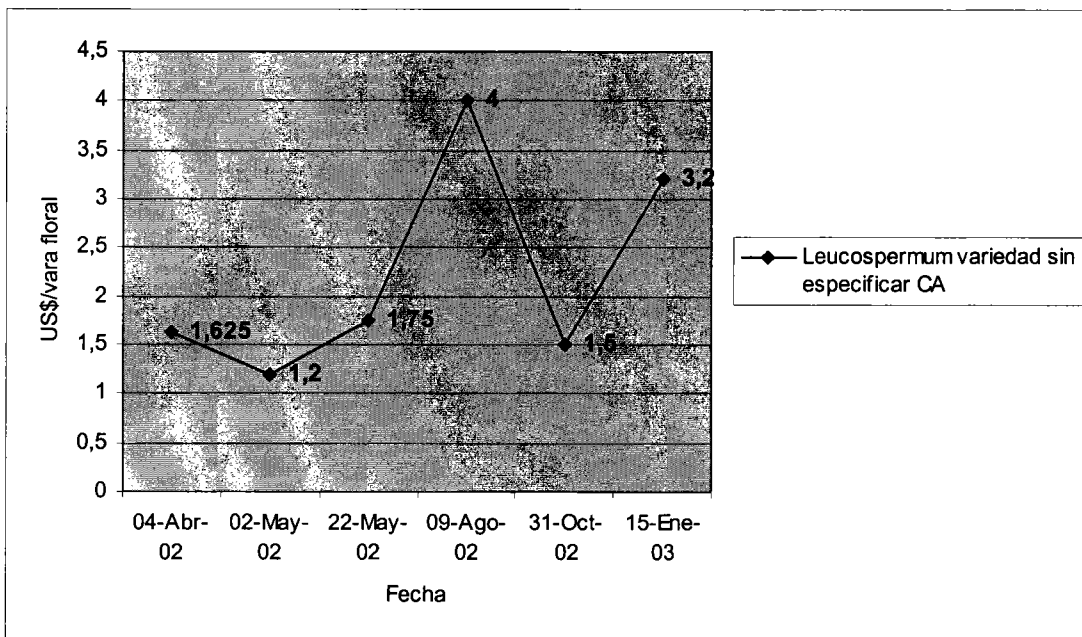 4,5
4
3,5
3
2,5
2
1,5
1
0,5
0
US$/vara floral
1,625
1,2
1,75
4
1,5
3,2
04-Abr-
02
02-May-
02
22-May-
02
09-Ago-
02
31-Oct-
02
15-Ene-
03
Fecha
Leucospermum variedad sin
especificar CA